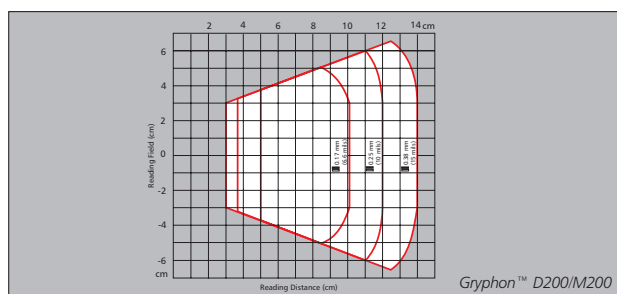 2 4 6 8 10 12 14 cm
6
4
2
0
-2
-4
-6
cm
Reading Field (cm)
0.17 mm
(6.6 mils)
0.25 mm
(10 mils)
0.38 mm
(15 mils)
Reading Distance (cm)
Gryphon™ D200/M200